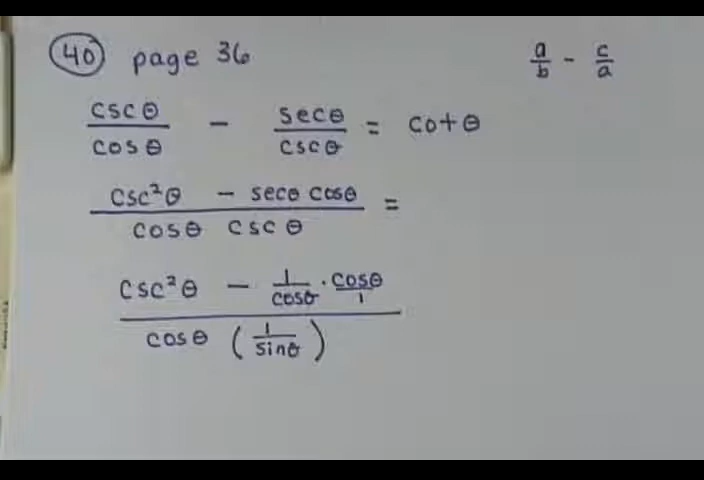 40 page 36
a/b - c/a
cscθ/cosθ - secθ/cscθ = cotθ
csc²θ - secθ cosθ / cosθ cscθ =
csc²θ - 1/cosθ · cosθ/1 / cosθ (1/sinθ)